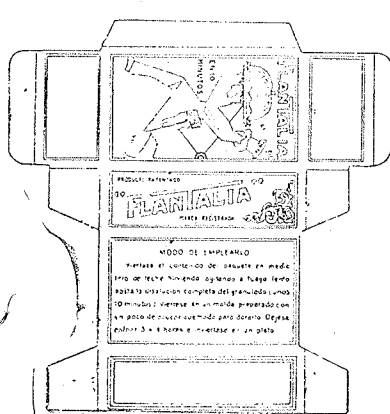 FLANTALIA
EN 10
MINUTOS
PRODUCTO PATENTADO
FLANTALIA
MARCA REGISTRADA
MODO DE EMPLEARLO
Viertase el contenido del paquete en medio
litro de leche hirviendo agitando a fuego lento
hasta la disolución completa del granulado (unos
10 minutos) Viertese en un molde preparado con
un poco de azucar quemado para dorarlo Déjese
enfriar 3 o 4 horas e inviertase en un plato